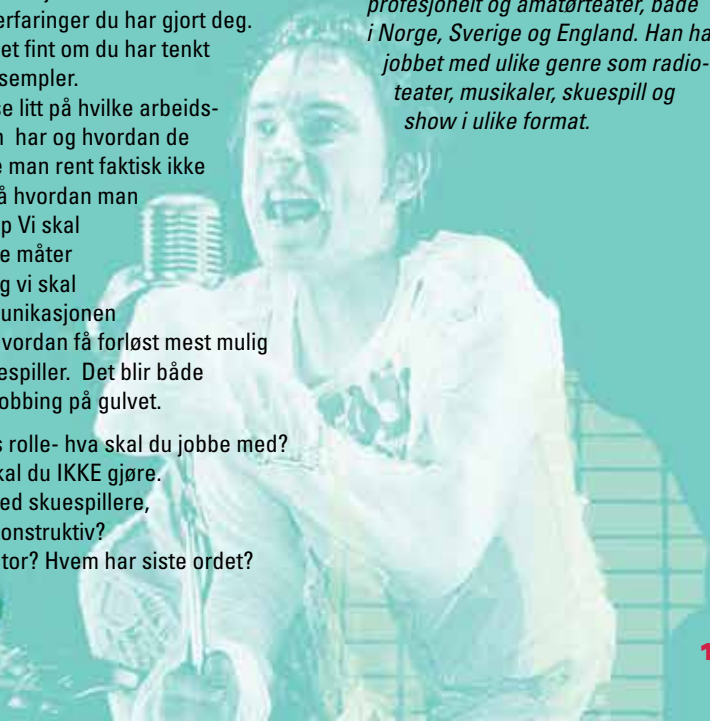 erfaringer du har gjort deg.
et fint om du har tenkt
sempler.
se litt på hvilke arbeids-
har og hvordan de
man rent faktisk ikke
å hvordan man
p Vi skal
e måter
g vi skal
unikasjonen
vordan få forløst mest mulig
espiller. Det blir både
obbing på gulvet.
s rolle- hva skal du jobbe med?
kal du IKKE gjøre.
ed skuespillere,
onstruktiv?
tor? Hvem har siste ordet?
profesjonelt og amatørteater, både
i Norge, Sverige og England. Han ha
jobbet med ulike genre som radio-
teater, musikaler, skuespill og
show i ulike format.
1